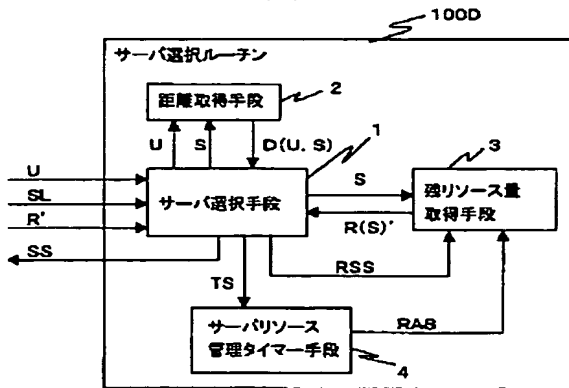 100D
サーバ選択ルーチン
距離取得手段
2
U
S
D(U, S)
1
3
U
SL
R'
SS
サーバ選択手段
S
R(S)'
残リソース量
取得手段
RSS
TS
サーバリソース
管理タイマー手段
RAB
4